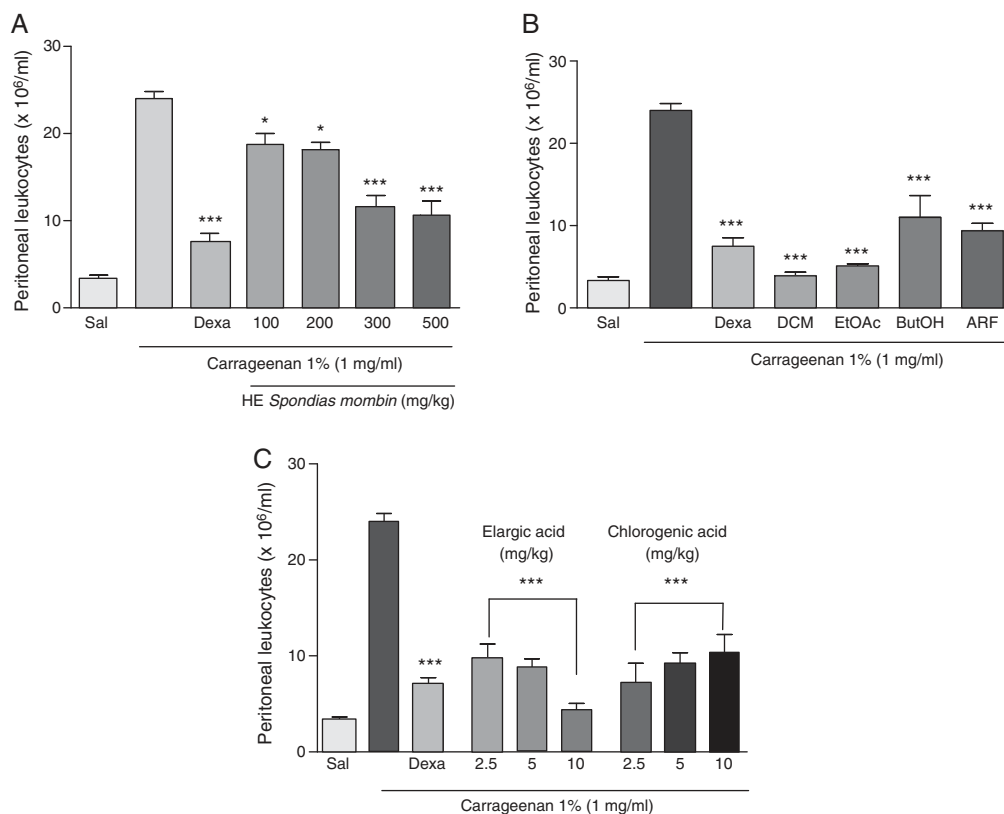 A
Peritoneal leukocytes (x 10⁶/ml)
30
20
10
0
*
*
***
***
***
Sal
Dexa
100
200
300
500
Carrageenan 1% (1 mg/ml)
HE Spondias mombin (mg/kg)
B
Peritoneal leukocytes (x 10⁶/ml)
30
20
10
0
***
***
***
***
***
Sal
Dexa
DCM
EtOAc
ButOH
ARF
Carrageenan 1% (1 mg/ml)
C
Peritoneal leukocytes (x 10⁶/ml)
30
20
10
0
Elargic acid
(mg/kg)
***
Chlorogenic acid
(mg/kg)
***
***
Sal
Dexa
2.5
5
10
2.5
5
10
Carrageenan 1% (1 mg/ml)